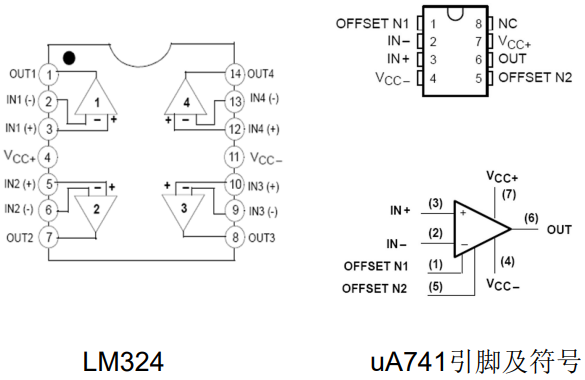 OUT1 1 14 OUT4
IN1 (-) 2 1 4 13 IN4 (-)
IN1 (+) 3 − + + − 12 IN4 (+)
VCC+ 4 11 VCC−
IN2 (+) 5 − + + − 10 IN3 (+)
IN2 (-) 6 2 3 9 IN3 (-)
OUT2 7 8 OUT3
LM324
OFFSET N1 1 8 NC
IN− 2 7 VCC+
IN+ 3 6 OUT
VCC− 4 5 OFFSET N2
VCC+
(7)
IN+ (3) +
(6) OUT
IN− (2) −
OFFSET N1 (1) (4)
OFFSET N2 (5) VCC−
uA741引脚及符号